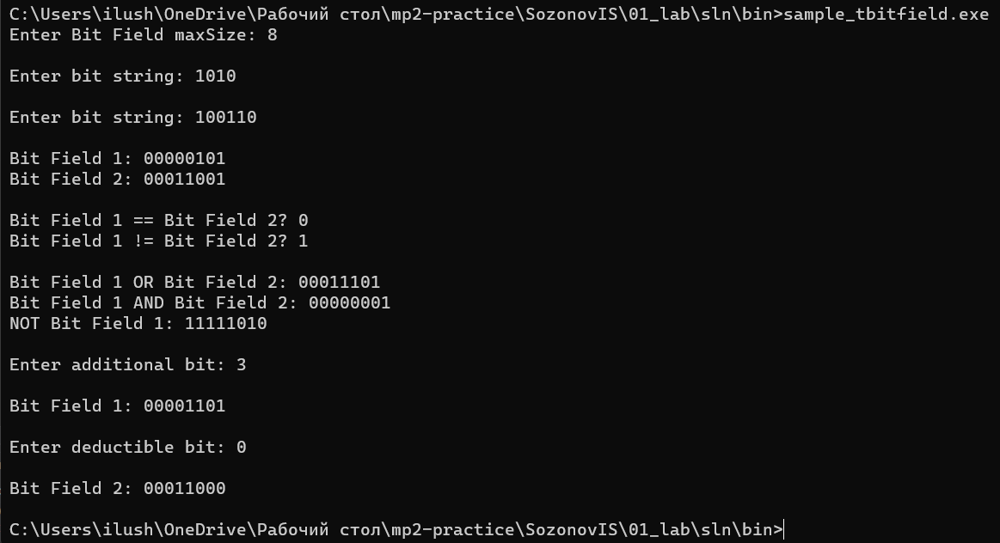 C:\Users\ilush\OneDrive\Рабочий стол\mp2-practice\SozonovIS\01_lab\sln\bin>sample_tbitfield.exe
Enter Bit Field maxSize: 8
Enter bit string: 1010
Enter bit string: 100110
Bit Field 1: 00000101
Bit Field 2: 00011001
Bit Field 1 == Bit Field 2? 0
Bit Field 1 != Bit Field 2? 1
Bit Field 1 OR Bit Field 2: 00011101
Bit Field 1 AND Bit Field 2: 00000001
NOT Bit Field 1: 11111010
Enter additional bit: 3
Bit Field 1: 00001101
Enter deductible bit: 0
Bit Field 2: 00011000
C:\Users\ilush\OneDrive\Рабочий стол\mp2-practice\SozonovIS\01_lab\sln\bin>